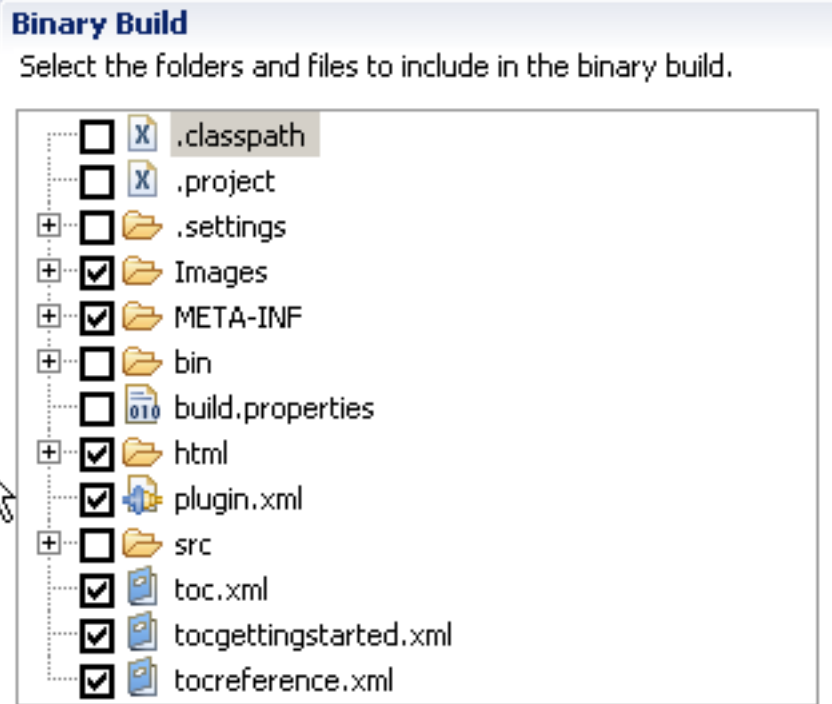 Binary Build
Select the folders and files to include in the binary build.
.classpath
.project
.settings
Images
META-INF
bin
build.properties
html
plugin.xml
src
toc.xml
tocgettingstarted.xml
tocreference.xml